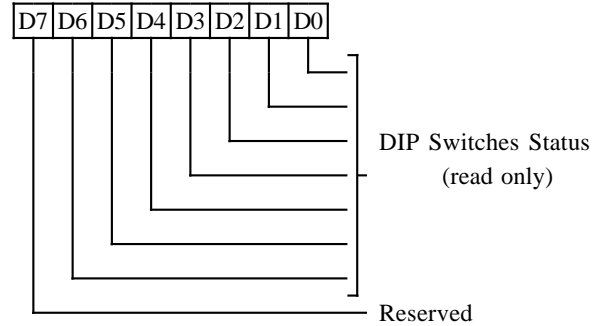 D7 D6 D5 D4 D3 D2 D1 D0
DIP Switches Status
(read only)
Reserved